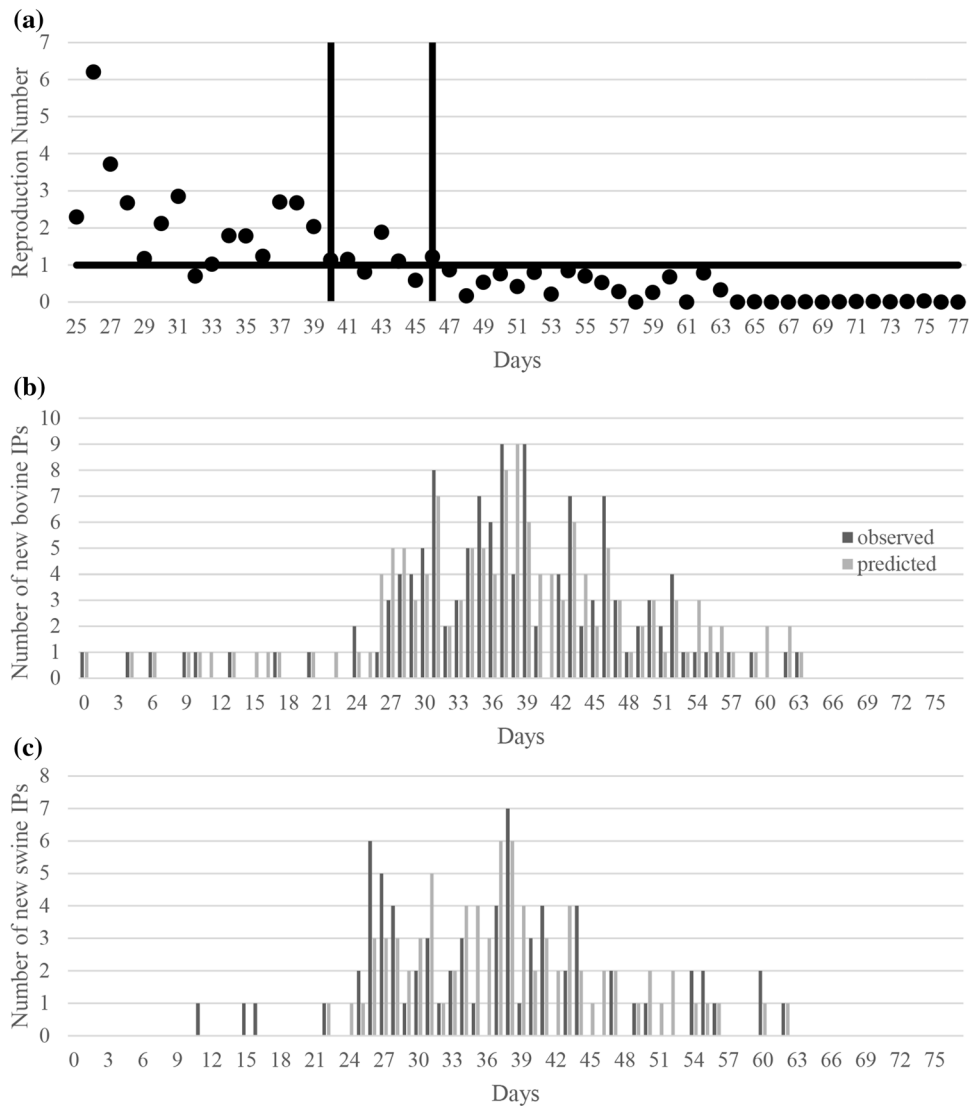 (a)
Reproduction Number
7
6
5
4
3
2
1
0
25 27 29 31 33 35 37 39 41 43 45 47 49 51 53 55 57 59 61 63 65 67 69 71 73 75 77
Days
(b)
Number of new bovine IPs
10
9
8
7
6
5
4
3
2
1
0
observed
predicted
0 3 6 9 12 15 18 21 24 27 30 33 36 39 42 45 48 51 54 57 60 63 66 69 72 75
Days
(c)
Number of new swine IPs
8
7
6
5
4
3
2
1
0
0 3 6 9 12 15 18 21 24 27 30 33 36 39 42 45 48 51 54 57 60 63 66 69 72 75
Days